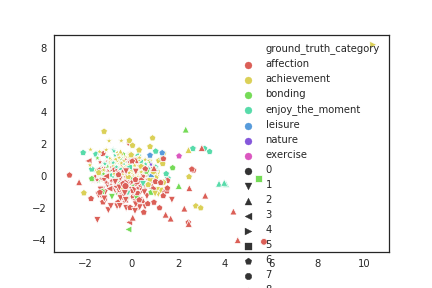 ground_truth_category
affection
achievement
bonding
enjoy_the_moment
leisure
nature
exercise
0
1
2
3
4
5
6
7
8
6
4
2
0
−2
−4
−2 0 2 4 6 8 10